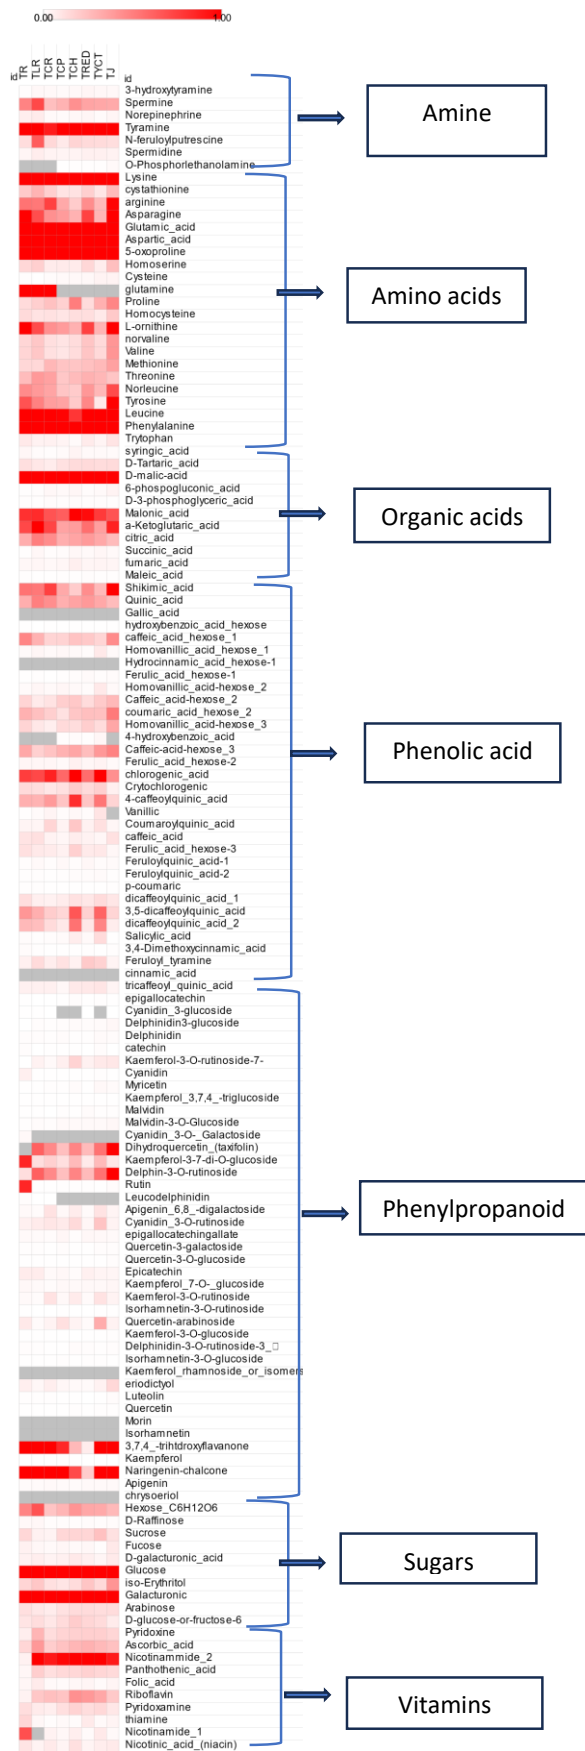 0.00 1.00
id TR TLR TCR TCP TCH TRED TYCT TJ id
3-hydroxytyramine
Spermine
Norepinephrine
Tyramine
N-feruloylputrescine
Spermidine
O-Phosphorlethanolamine
Amine
Lysine
cystathionine
arginine
Asparagine
Glutamic_acid
Aspartic_acid
5-oxoproline
Homoserine
Cysteine
glutamine
Proline
Homocysteine
L-ornithine
norvaline
Valine
Methionine
Threonine
Norleucine
Tyrosine
Leucine
Phenylalanine
Trytophan
Amino acids
syringic_acid
D-Tartaric_acid
D-malic-acid
6-phospogluconic_acid
D-3-phosphoglyceric_acid
Malonic_acid
a-Ketoglutaric_acid
citric_acid
Succinic_acid
fumaric_acid
Maleic_acid
Organic acids
Shikimic_acid
Quinic_acid
Gallic_acid
hydroxybenzoic_acid_hexose
caffeic_acid_hexose_1
Homovanillic_acid_hexose_1
Hydrocinnamic_acid_hexose-1
Ferulic_acid_hexose-1
Homovanillic_acid-hexose_2
Caffeic_acid-hexose_2
coumaric_acid_hexose_2
Homovanillic_acid-hexose_3
4-hydroxybenzoic_acid
Caffeic-acid-hexose_3
Ferulic_acid_hexose-2
chlorogenic_acid
Crytochlorogenic
4-caffeoylquinic_acid
Vanillic
Coumaroylquinic_acid
caffeic_acid
Ferulic_acid_hexose-3
Feruloylquinic_acid-1
Feruloylquinic_acid-2
p-coumaric
dicaffeoylquinic_acid_1
3,5-dicaffeoylquinic_acid
dicaffeoylquinic_acid_2
Salicylic_acid
3,4-Dimethoxycinnamic_acid
Feruloyl_tyramine
cinnamic_acid
Phenolic acid
tricaffeoyl_quinic_acid
epigallocatechin
Cyanidin_3-glucoside
Delphinidin3-glucoside
Delphinidin
catechin
Kaemferol-3-O-rutinoside-7-
Cyanidin
Myricetin
Kaempferol_3,7,4_-triglucoside
Malvidin
Malvidin-3-O-Glucoside
Cyanidin_3-O-_Galactoside
Dihydroquercetin_(taxifolin)
Kaempferol-3-7-di-O-glucoside
Delphin-3-O-rutinoside
Rutin
Leucodelphinidin
Apigenin_6,8_-digalactoside
Cyanidin_3-O-rutinoside
epigallocatechingallate
Quercetin-3-galactoside
Quercetin-3-O-glucoside
Epicatechin
Kaempferol_7-O-_glucoside
Kaemferol-3-O-rutinoside
Isorhamnetin-3-O-rutinoside
Quercetin-arabinoside
Kaemferol-3-O-glucoside
Delphinidin-3-O-rutinoside-3_□
Isorhamnetin-3-O-glucoside
Kaemferol_rhamnoside_or_isomers
eriodictyol
Luteolin
Quercetin
Morin
Isorhamnetin
3,7,4_-trihtdroxyflavanone
Kaempferol
Naringenin-chalcone
Apigenin
chrysoeriol
Phenylpropanoid
Hexose_C6H12O6
D-Raffinose
Sucrose
Fucose
D-galacturonic_acid
Glucose
iso-Erythritol
Galacturonic
Arabinose
D-glucose-or-fructose-6
Sugars
Pyridoxine
Ascorbic_acid
Nicotinammide_2
Panthothenic_acid
Folic_acid
Riboflavin
Pyridoxamine
thiamine
Nicotinamide_1
Nicotinic_acid_(niacin)
Vitamins